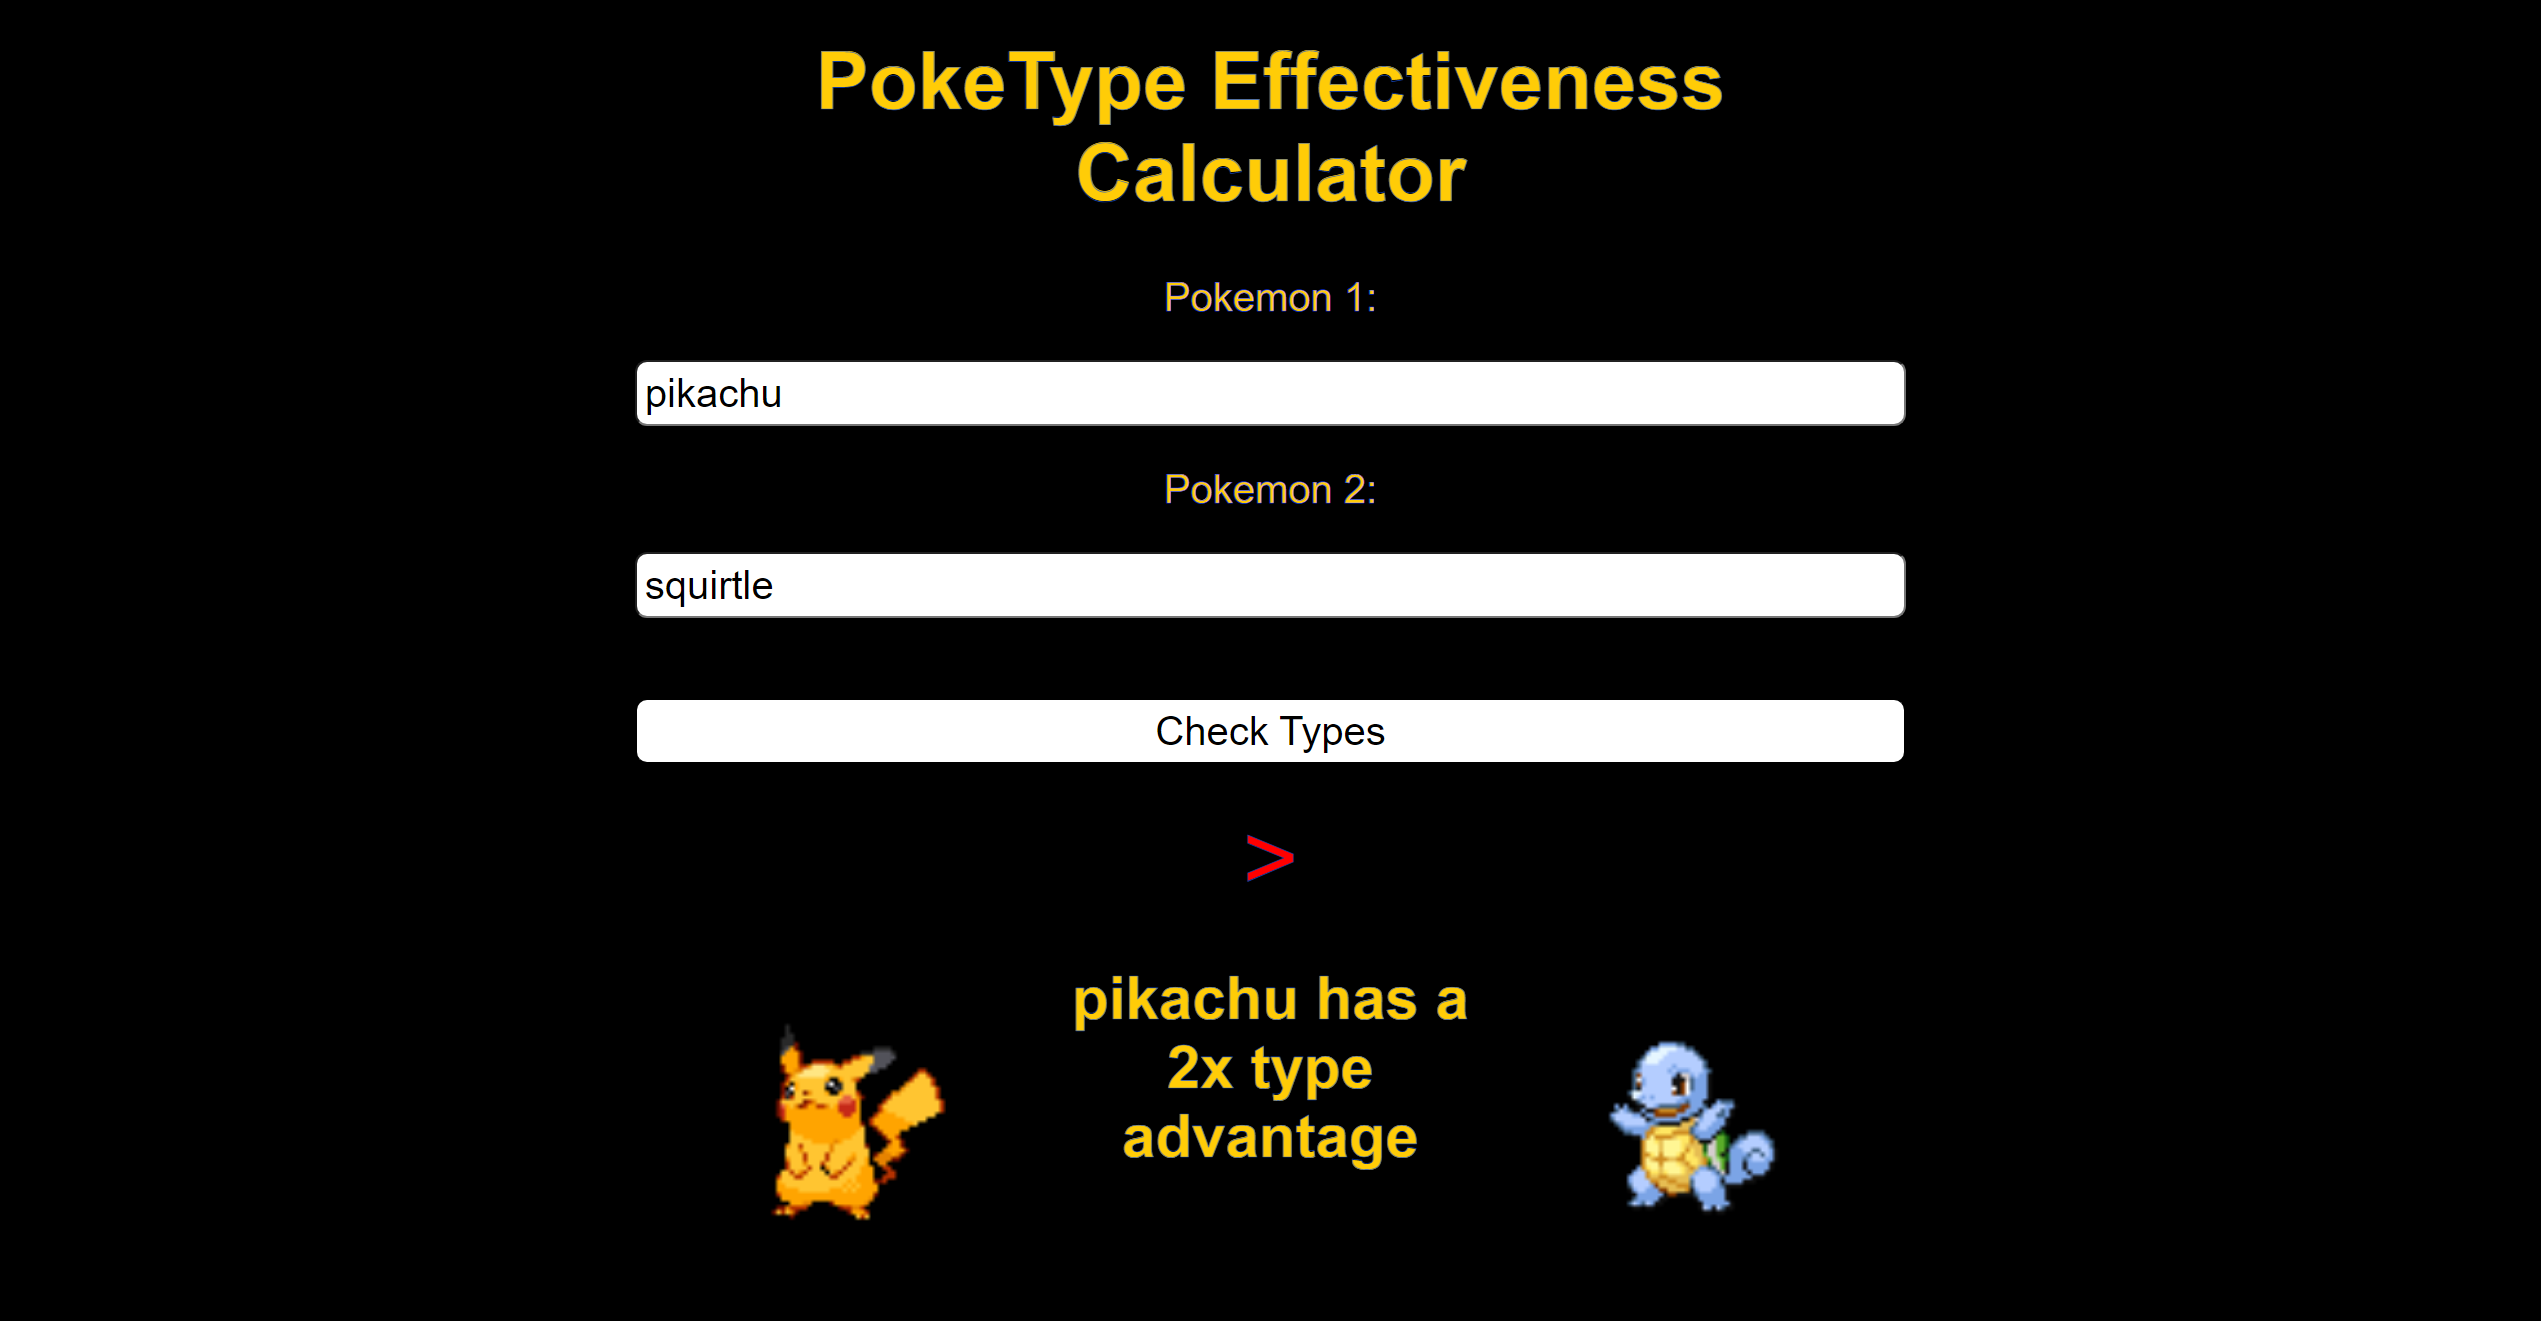 PokeType Effectiveness
Calculator
Pokemon 1:
pikachu
Pokemon 2:
squirtle
Check Types
>
pikachu has a
2x type
advantage